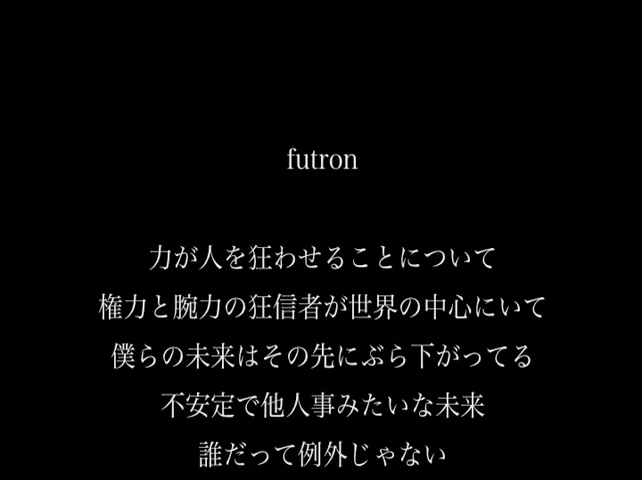 futron
力が人を狂わせることについて
権力と腕力の狂信者が世界の中心にいて
僕らの未来はその先にぶら下がってる
不安定で他人事みたいな未来
誰だって例外じゃない